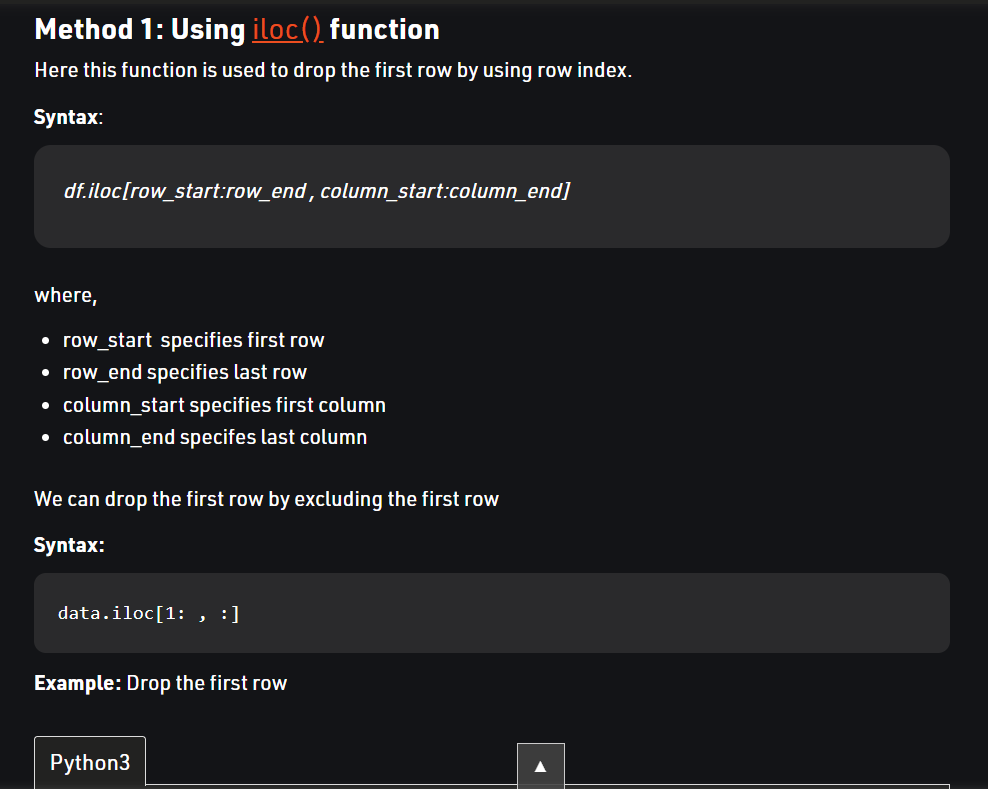 Method 1: Using iloc() function
Here this function is used to drop the first row by using row index.
Syntax:
df.iloc[row_start:row_end , column_start:column_end]
where,
row_start  specifies first row
row_end specifies last row
column_start specifies first column
column_end specifes last column
We can drop the first row by excluding the first row
Syntax:
data.iloc[1: , :]
Example: Drop the first row
Python3
▲